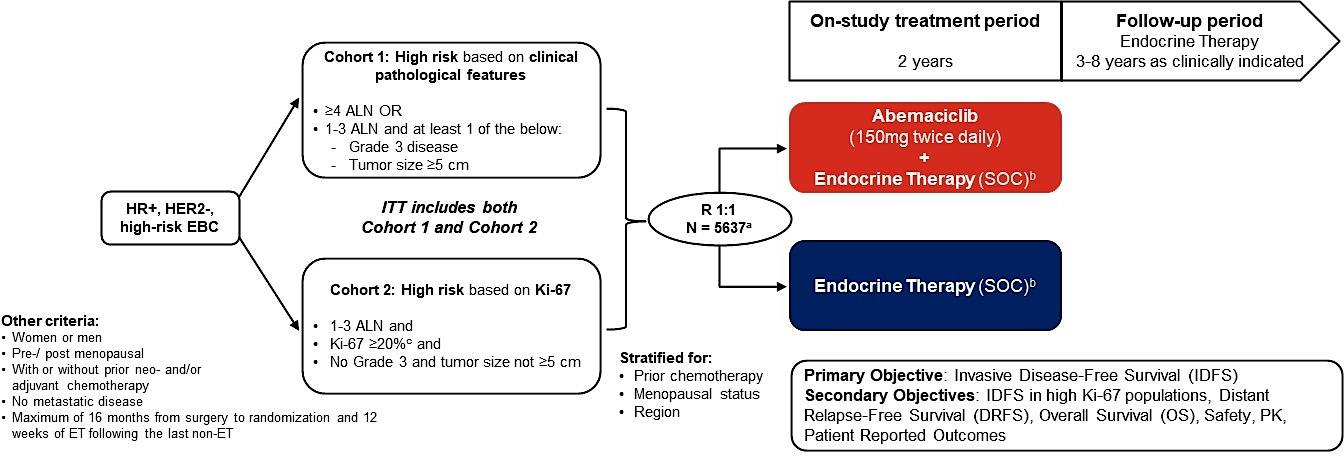 On-study treatment period
2 years
Follow-up period
Endocrine Therapy
3-8 years as clinically indicated
Cohort 1: High risk based on clinical
pathological features
• ≥4 ALN OR
• 1-3 ALN and at least 1 of the below:
- Grade 3 disease
- Tumor size ≥5 cm
HR+, HER2-,
high-risk EBC
ITT includes both
Cohort 1 and Cohort 2
Cohort 2: High risk based on Ki-67
• 1-3 ALN and
• Ki-67 ≥20%ᶜ and
• No Grade 3 and tumor size not ≥5 cm
R 1:1
N = 5637ᵃ
Abemaciclib
(150mg twice daily)
+
Endocrine Therapy (SOC)ᵇ
Endocrine Therapy (SOC)ᵇ
Other criteria:
• Women or men
• Pre-/ post menopausal
• With or without prior neo- and/or
adjuvant chemotherapy
• No metastatic disease
• Maximum of 16 months from surgery to randomization and 12
weeks of ET following the last non-ET
Stratified for:
• Prior chemotherapy
• Menopausal status
• Region
Primary Objective: Invasive Disease-Free Survival (IDFS)
Secondary Objectives: IDFS in high Ki-67 populations, Distant
Relapse-Free Survival (DRFS), Overall Survival (OS), Safety, PK,
Patient Reported Outcomes